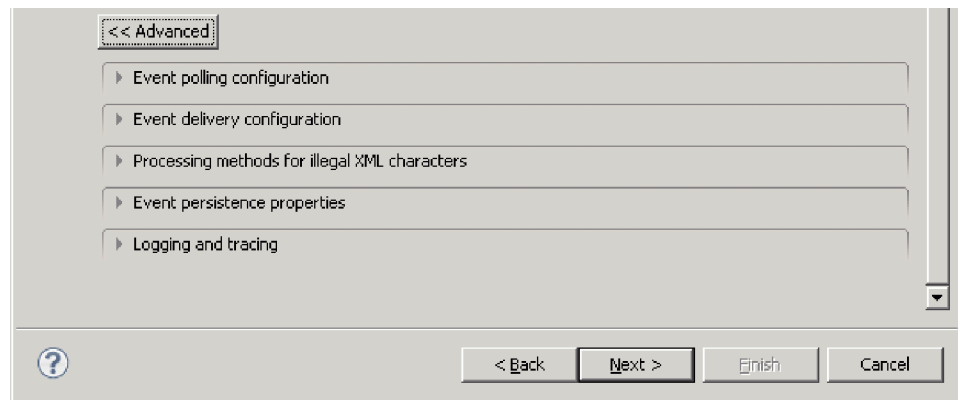 << Advanced
Event polling configuration
Event delivery configuration
Processing methods for illegal XML characters
Event persistence properties
Logging and tracing
?
< Back Next > Finish Cancel